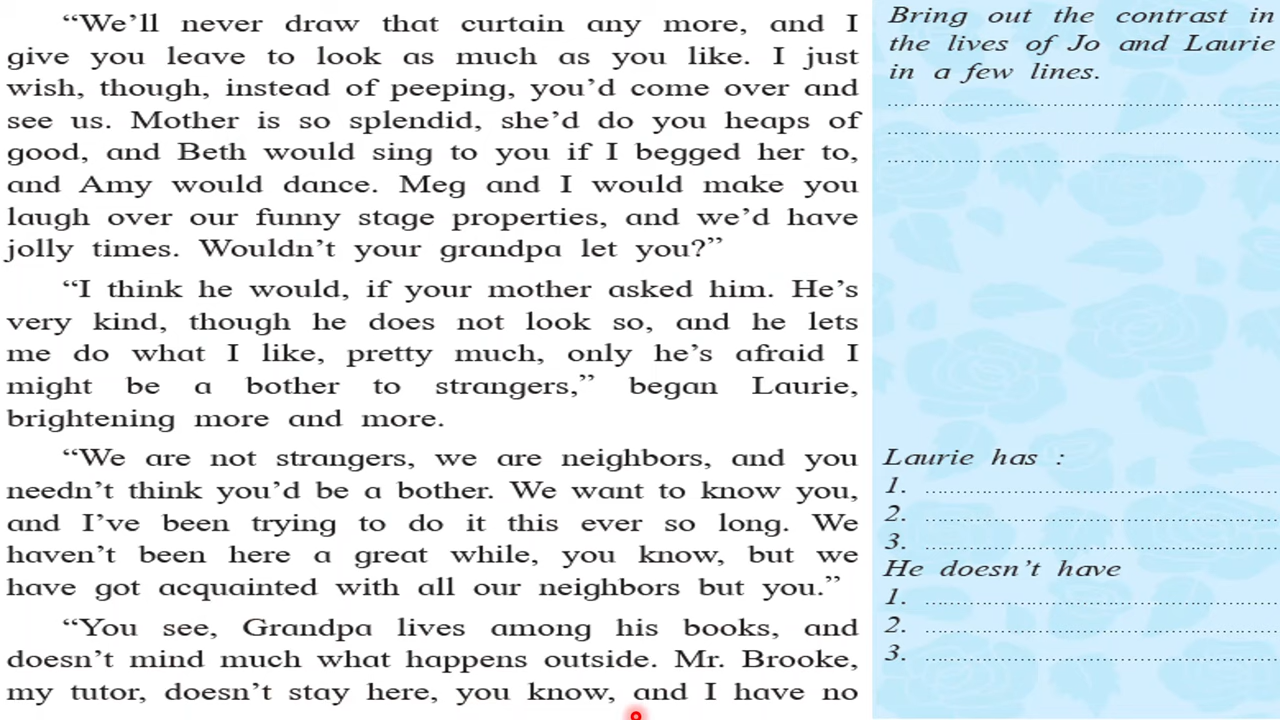 “We’ll never draw that curtain any more, and I
give you leave to look as much as you like. I just
wish, though, instead of peeping, you’d come over and
see us. Mother is so splendid, she’d do you heaps of
good, and Beth would sing to you if I begged her to,
and Amy would dance. Meg and I would make you
laugh over our funny stage properties, and we’d have
jolly times. Wouldn’t your grandpa let you?”
“I think he would, if your mother asked him. He’s
very kind, though he does not look so, and he lets
me do what I like, pretty much, only he’s afraid I
might be a bother to strangers,” began Laurie,
brightening more and more.
“We are not strangers, we are neighbors, and you
needn’t think you’d be a bother. We want to know you,
and I’ve been trying to do it this ever so long. We
haven’t been here a great while, you know, but we
have got acquainted with all our neighbors but you.”
“You see, Grandpa lives among his books, and
doesn’t mind much what happens outside. Mr. Brooke,
my tutor, doesn’t stay here, you know, and I have no
Bring out the contrast in
the lives of Jo and Laurie
in a few lines.
Laurie has :
1.
2.
3.
He doesn’t have
1.
2.
3.